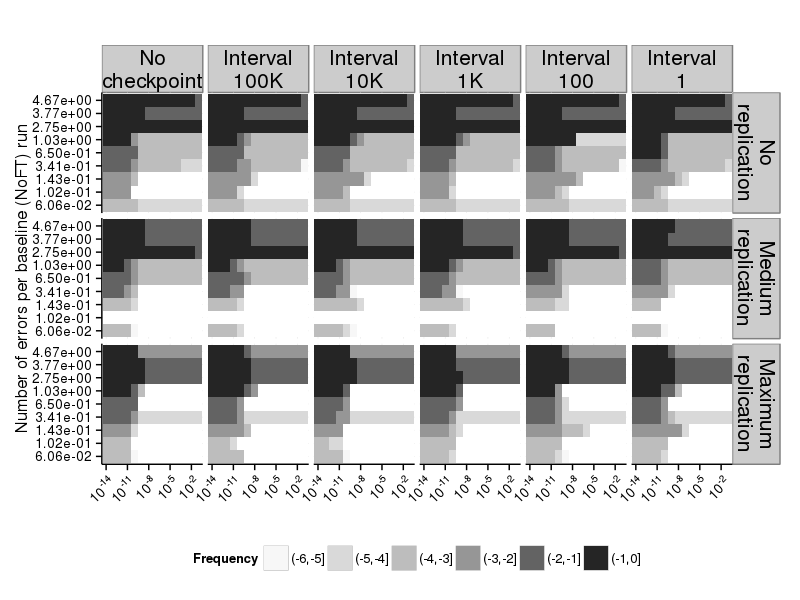 No checkpoint
Interval 100K
Interval 10K
Interval 1K
Interval 100
Interval 1
Number of errors per baseline (NoFT) run
4.67e+00
3.77e+00
2.75e+00
1.03e+00
6.50e-01
3.41e-01
1.43e-01
1.02e-01
6.06e-02
No replication
4.67e+00
3.77e+00
2.75e+00
1.03e+00
6.50e-01
3.41e-01
1.43e-01
1.02e-01
6.06e-02
Medium replication
4.67e+00
3.77e+00
2.75e+00
1.03e+00
6.50e-01
3.41e-01
1.43e-01
1.02e-01
6.06e-02
Maximum replication
10-14 10-11 10-8 10-5 10-2
10-14 10-11 10-8 10-5 10-2
10-14 10-11 10-8 10-5 10-2
10-14 10-11 10-8 10-5 10-2
10-14 10-11 10-8 10-5 10-2
10-14 10-11 10-8 10-5 10-2
Frequency (-6,-5] (-5,-4] (-4,-3] (-3,-2] (-2,-1] (-1,0]